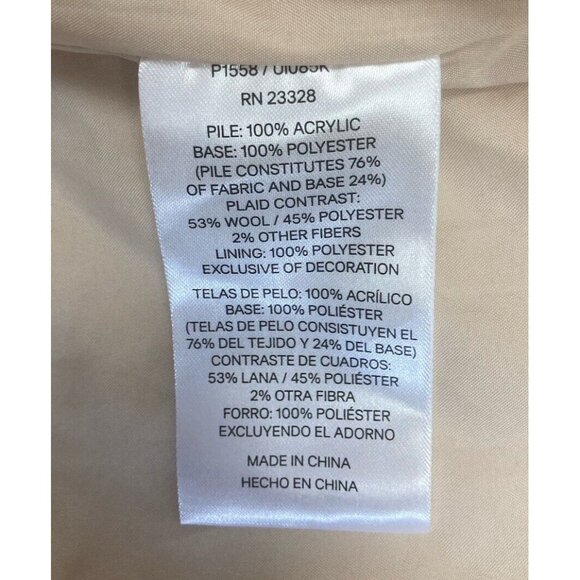 RN 23328
PILE: 100% ACRYLIC
BASE: 100% POLYESTER
(PILE CONSTITUTES 76%
OF FABRIC AND BASE 24%)
PLAID CONTRAST:
53% WOOL / 45% POLYESTER
2% OTHER FIBERS
LINING: 100% POLYESTER
EXCLUSIVE OF DECORATION
TELAS DE PELO: 100% ACRÍLICO
BASE: 100% POLIÉSTER
(TELAS DE PELO CONSISTUYEN EL
76% DEL TEJIDO Y 24% DEL BASE)
CONTRASTE DE CUADROS:
53% LANA / 45% POLIÉSTER
2% OTRA FIBRA
FORRO: 100% POLIÉSTER
EXCLUYENDO EL ADORNO
MADE IN CHINA
HECHO EN CHINA